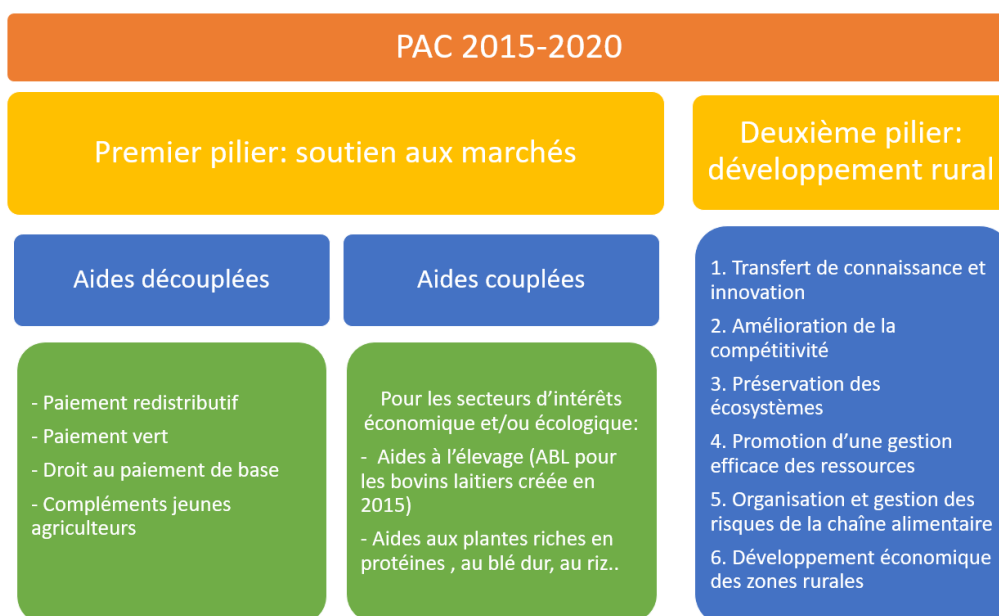 PAC 2015-2020
Premier pilier: soutien aux marchés
Deuxième pilier:
développement rural
Aides découplées
Aides couplées
- Paiement redistributif
- Paiement vert
- Droit au paiement de base
- Compléments jeunes
agriculteurs
Pour les secteurs d’intérêts
économique et/ou écologique:
- Aides à l’élevage (ABL pour
les bovins laitiers créée en
2015)
- Aides aux plantes riches en
protéines , au blé dur, au riz..
1. Transfert de connaissance et
innovation
2. Amélioration de la
compétitivité
3. Préservation des
écosystèmes
4. Promotion d’une gestion
efficace des ressources
5. Organisation et gestion des
risques de la chaîne alimentaire
6. Développement économique
des zones rurales